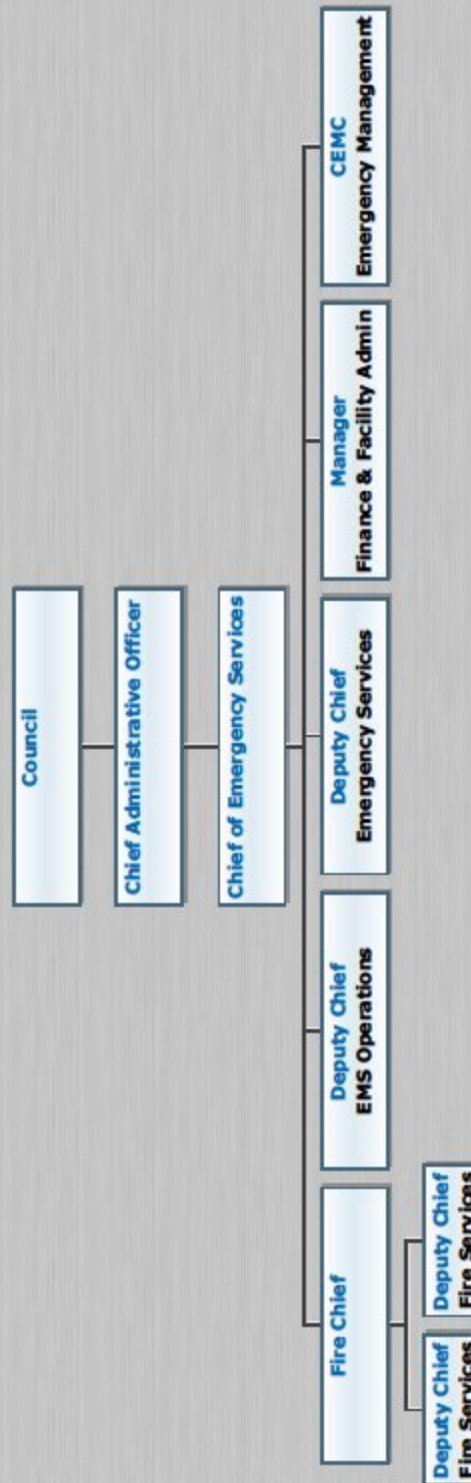 Council
Chief Administrative Officer
Chief of Emergency Services
Fire Chief
Deputy Chief
EMS Operations
Deputy Chief
Emergency Services
Manager
Finance & Facility Admin
CEMC
Emergency Management
Deputy Chief
Fire Services
Deputy Chief
Fire Services